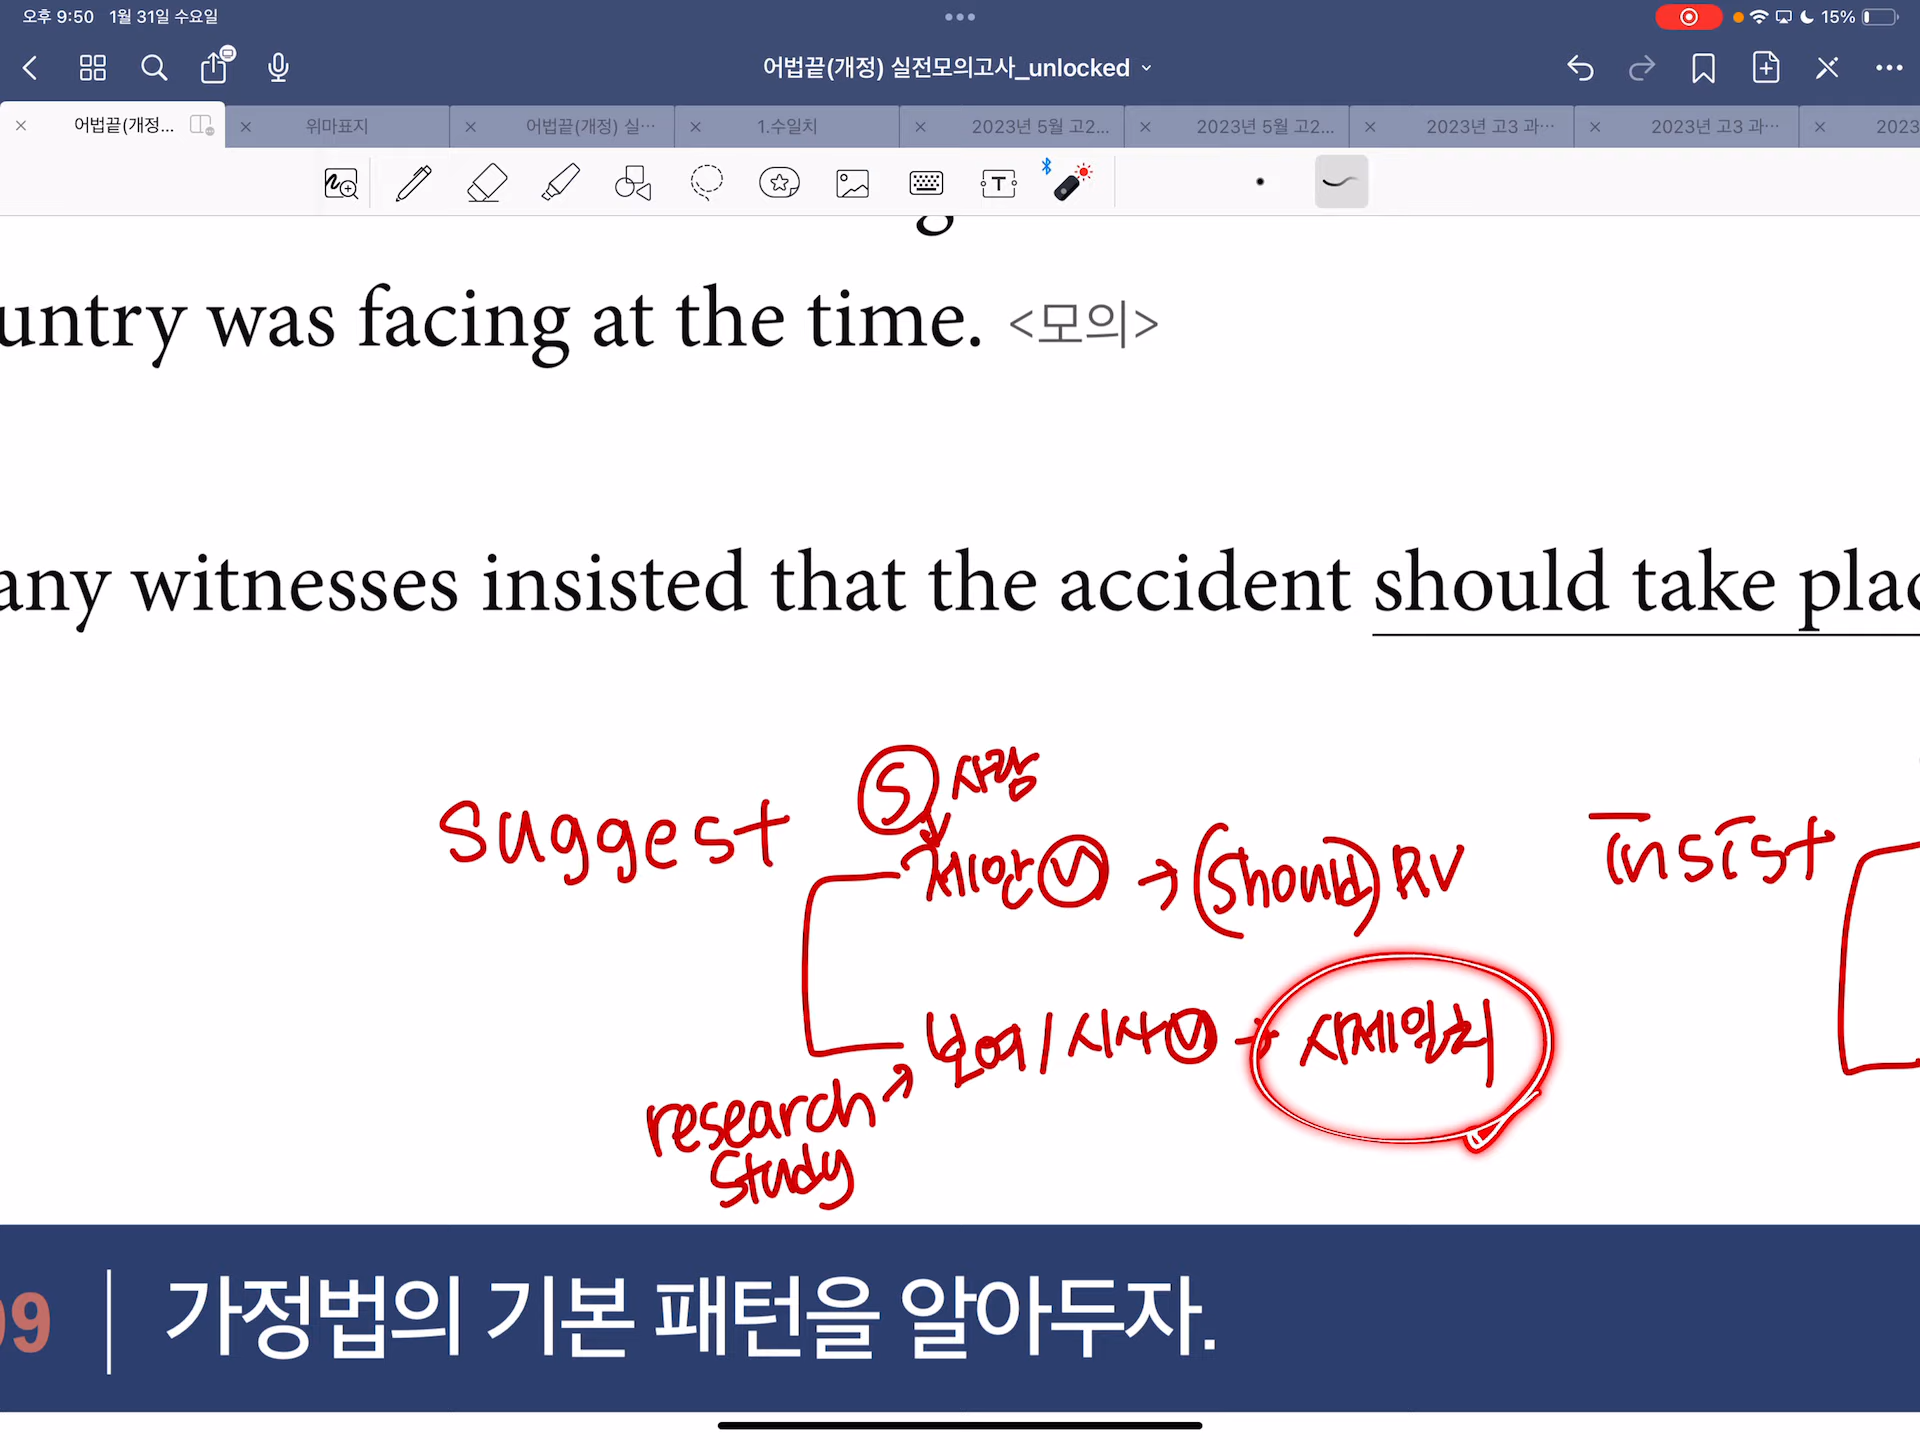 오후 9:50 1월 31일 수요일
15%
어법끝(개정) 실전모의고사_unlocked
어법끝(개정...
위마표지
어법끝(개정) 실...
1.수일치
2023년 5월 고2...
2023년 5월 고2...
2023년 고3 과...
2023년 고3 과...
2023
untry was facing at the time. <모의>
any witnesses insisted that the accident should take plac
S 사람
suggest
제안 V → (should) RV
insist
보여/시사 V → 시제일치
research
study
09 | 가정법의 기본 패턴을 알아두자.